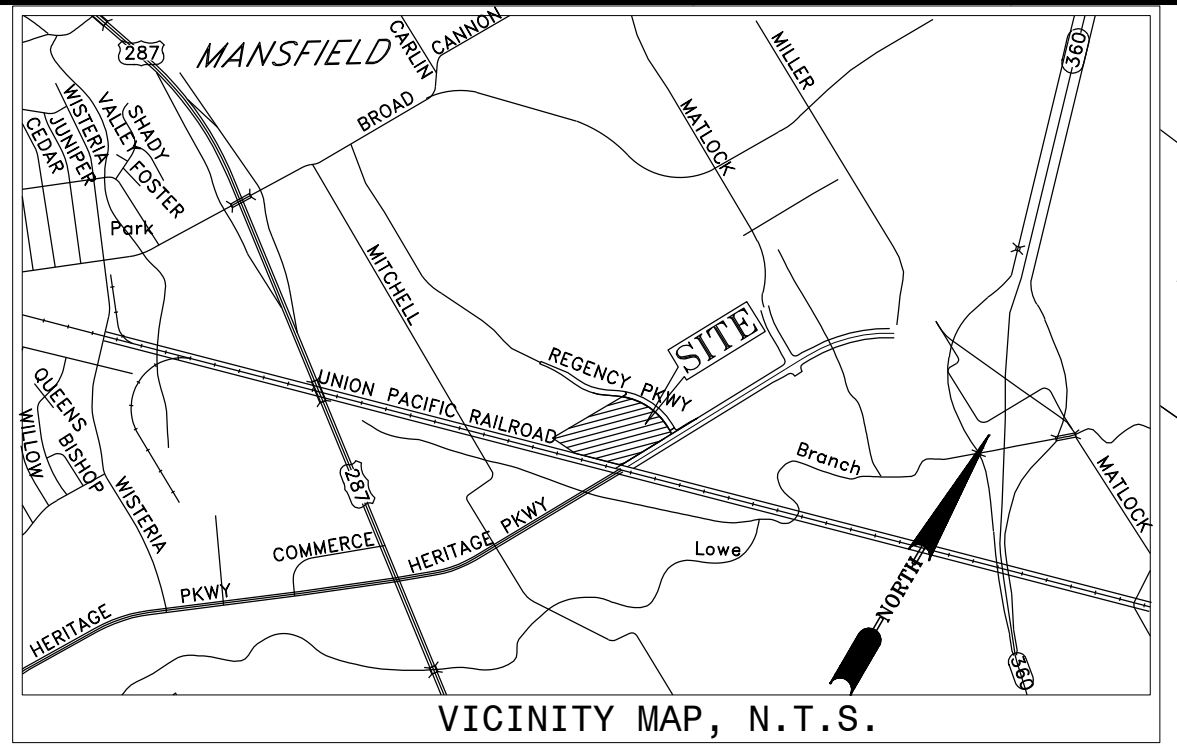 287
MANSFIELD
CARLIN
CANNON
BROAD
MATLOCK
MILLER
360
WISTERIA
VALLEY
SHADY
CEDAR
JUNIPER
FOSTER
Park
MITCHELL
SITE
REGENCY PKWY
UNION PACIFIC RAILROAD
QUEENS
WILLOW
BISHOP
WISTERIA
287
Branch
MATLOCK
COMMERCE
HERITAGE PKWY
Lowe
NORTH
HERITAGE PKWY
360
VICINITY MAP, N.T.S.